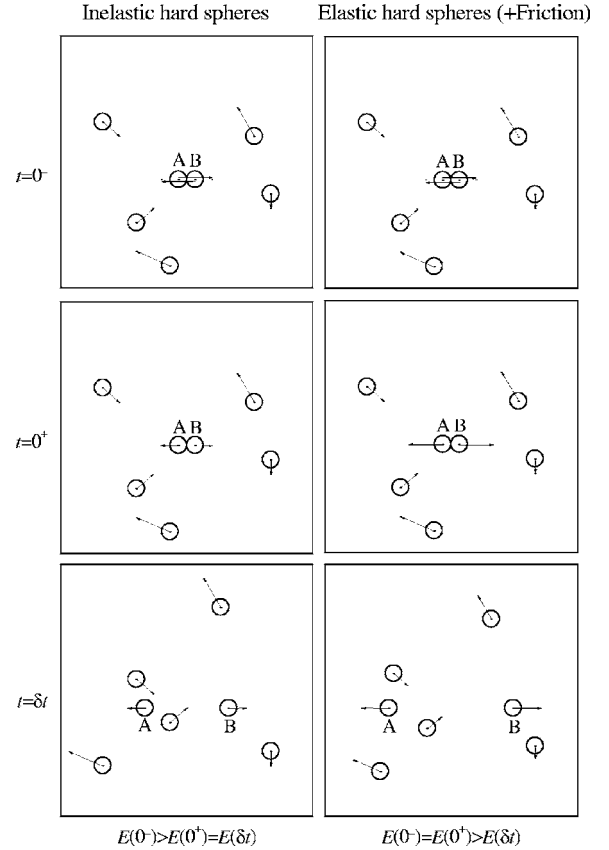 Inelastic hard spheres
Elastic hard spheres (+Friction)
A B
A B
t=0⁻
A B
A B
t=0⁺
t=δt
A
B
A
B
E(0⁻)>E(0⁺)=E(δt)
E(0⁻)=E(0⁺)>E(δt)